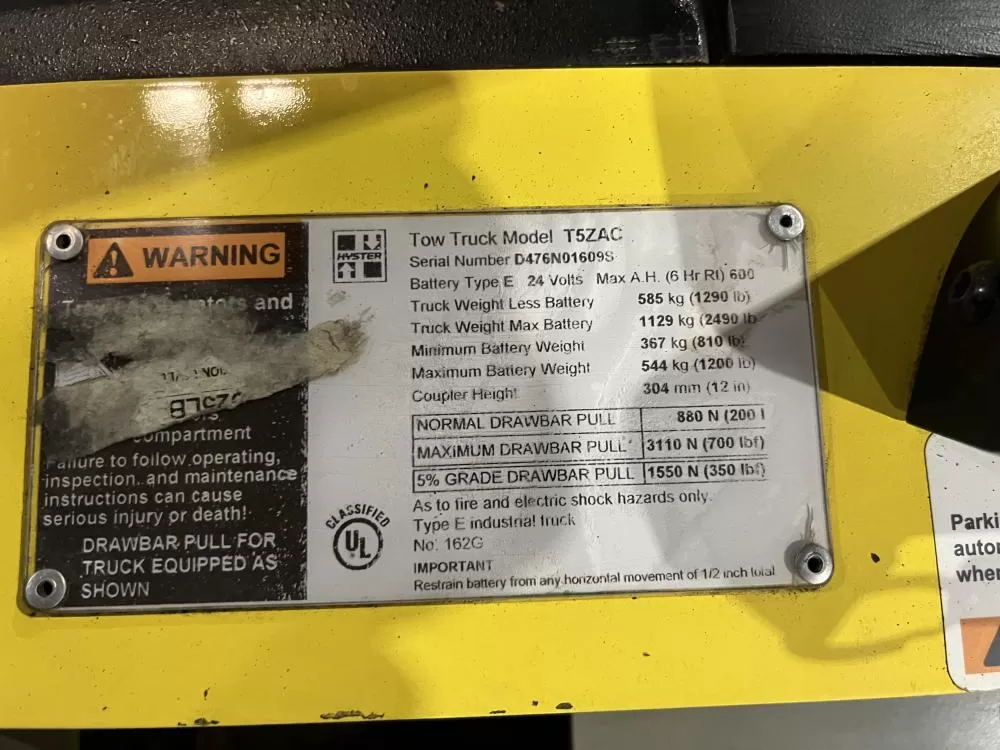 WARNING
and
compartment
Failure to follow operating,
inspection and maintenance
instructions can cause
serious injury or death!
DRAWBAR PULL FOR
TRUCK EQUIPPED AS
SHOWN
HYSTER
Tow Truck Model T5ZAC
Serial Number D476N01609S
Battery Type E 24 Volts Max A.H. (6 Hr Rt) 600
Truck Weight Less Battery 585 kg (1290 lb)
Truck Weight Max Battery 1129 kg (2490 lb
Minimum Battery Weight 367 kg (810 lb)
Maximum Battery Weight 544 kg (1200 lb)
Coupler Height 304 mm (12 in)
NORMAL DRAWBAR PULL 880 N (200 l
MAXIMUM DRAWBAR PULL 3110 N (700 lbf)
5% GRADE DRAWBAR PULL 1550 N (350 lbf)
CLASSIFIED
UL
As to fire and electric shock hazards only.
Type E industrial truck
No. 162G
IMPORTANT
Restrain battery from any horizontal movement of 1/2 inch total
Parki
autor
wher